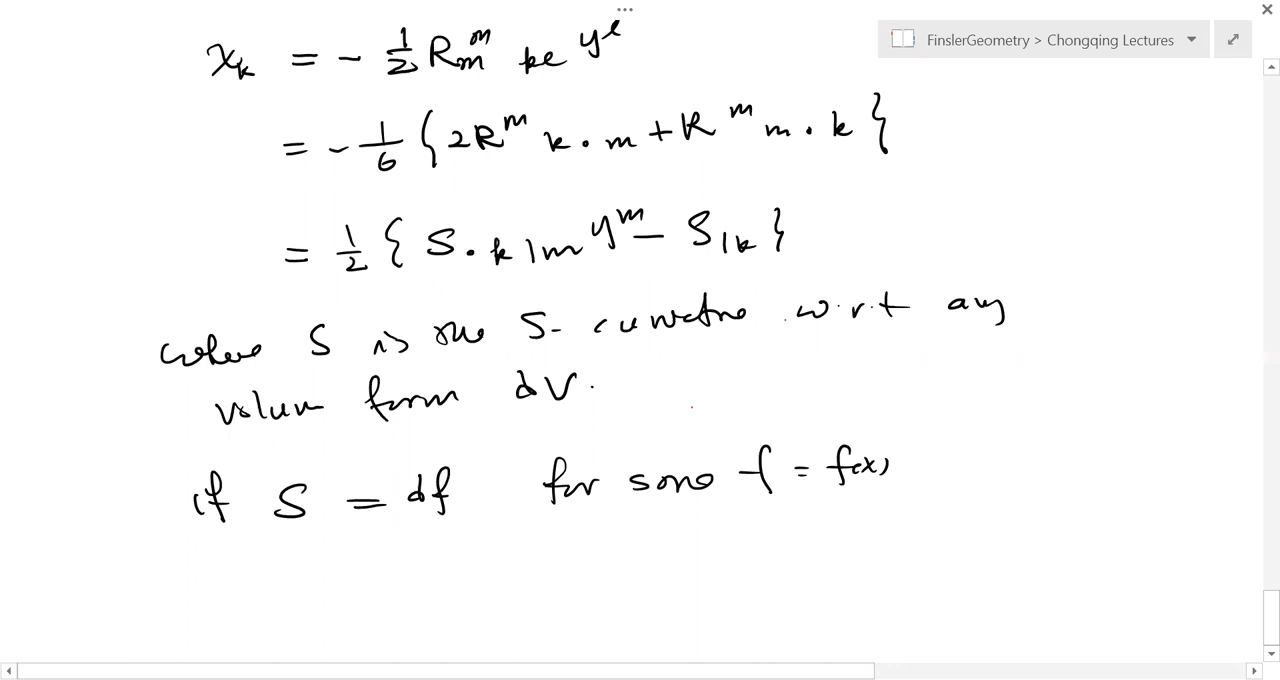 FinslerGeometry > Chongqing Lectures
χ_k = - 1/2 R_m^m_{kl} y^l
= - 1/6 { 2R^m_{k·m} + R^m_{m·k} }
= 1/2 { S_{·k|m} y^m - S_{|k} }
where S is the S- curvature w.r.t any
volume form dV.
if S = df for some f = f(x)